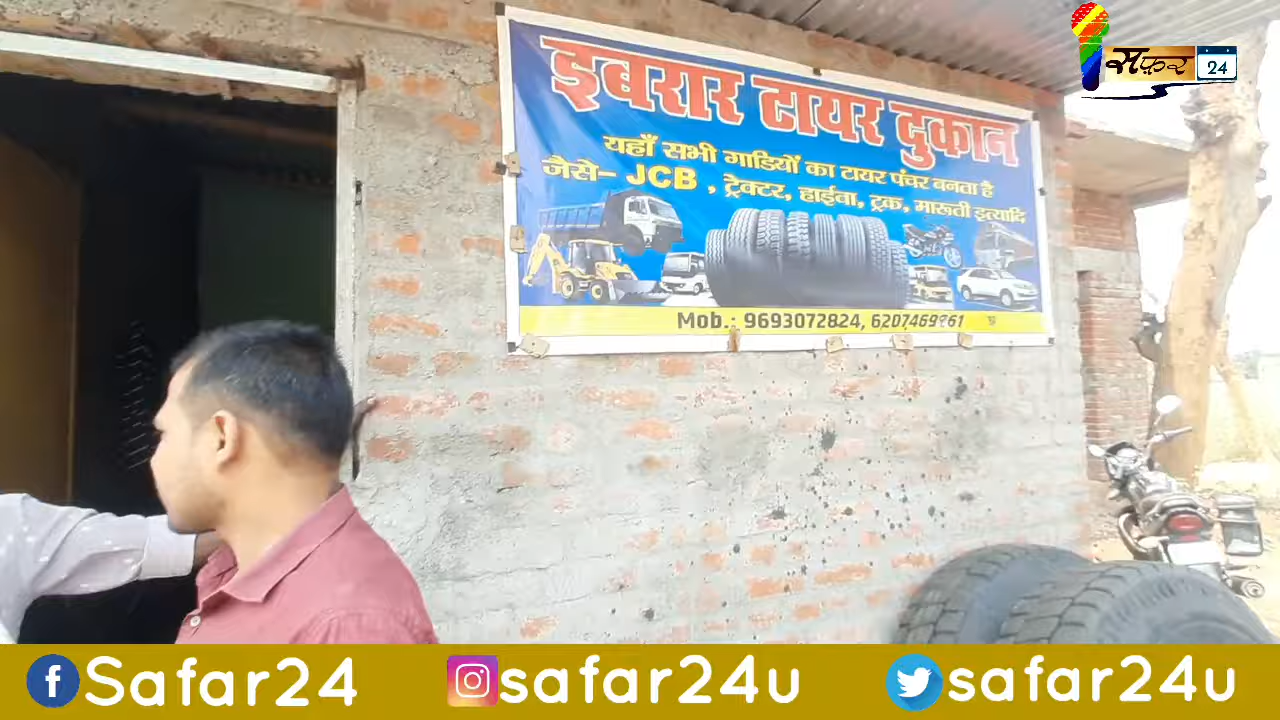 सफ़र 24
इबरार टायर दुकान
यहाँ सभी गाडियों का टायर पंचर बनता है
जैसे- JCB , ट्रेक्टर, हाईवा, ट्रक, मारूती इत्यादि
Mob.: 9693072824,
Safar24 safar24u safar24u